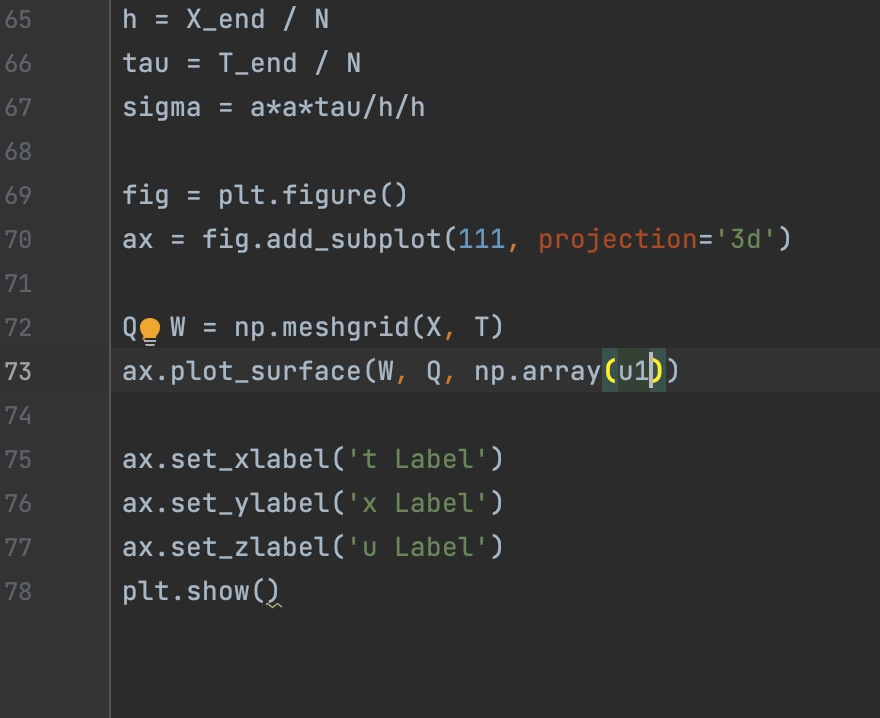 65 h = X_end / N
66 tau = T_end / N
67 sigma = a*a*tau/h/h
68
69 fig = plt.figure()
70 ax = fig.add_subplot(111, projection='3d')
71
72 Q W = np.meshgrid(X, T)
73 ax.plot_surface(W, Q, np.array(u1))
74
75 ax.set_xlabel('t Label')
76 ax.set_ylabel('x Label')
77 ax.set_zlabel('u Label')
78 plt.show()